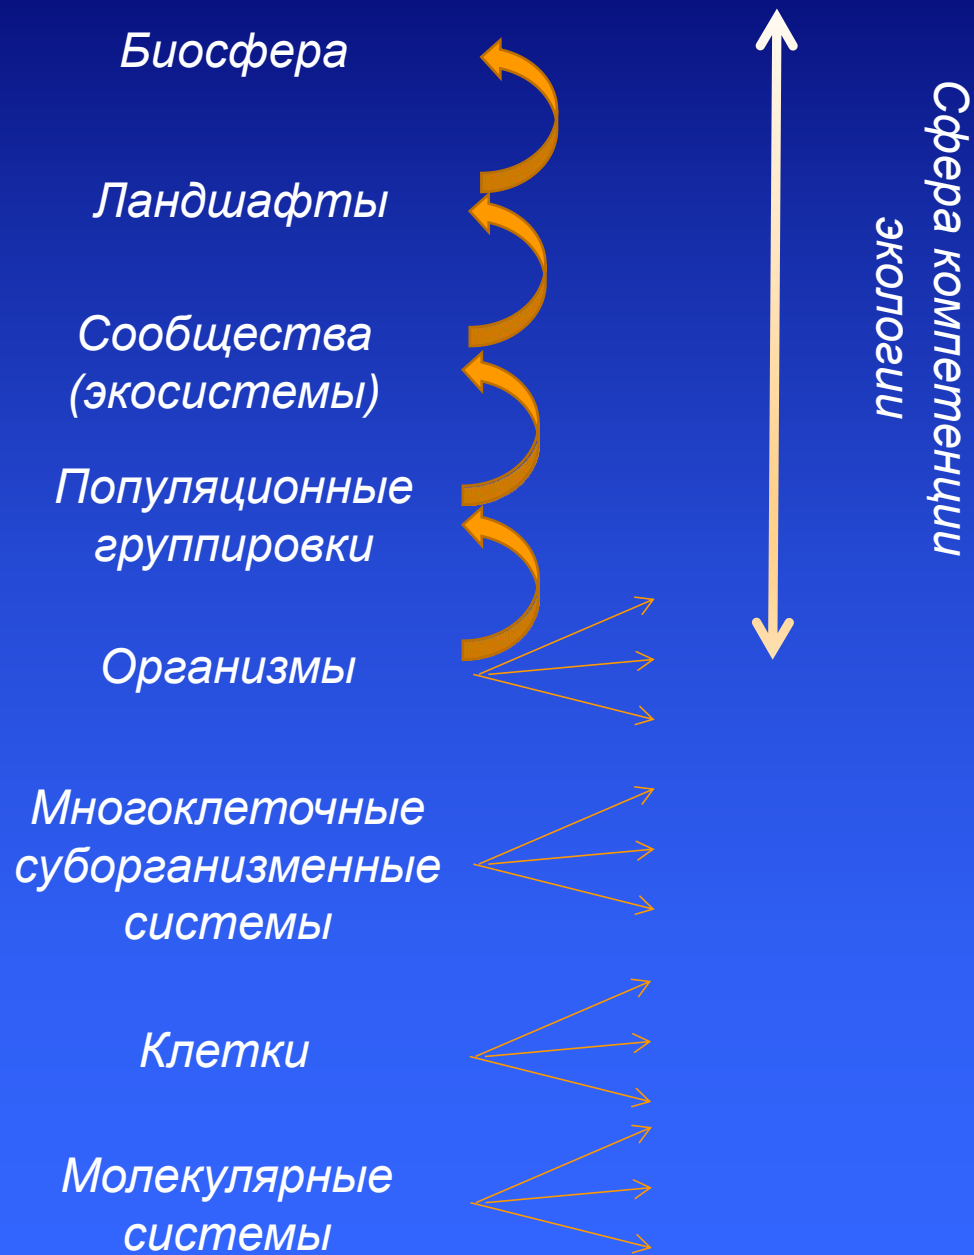 Биосфера
Ландшафты
Сообщества
(экосистемы)
Популяционные
группировки
Организмы
Многоклеточные
суборганизменные
системы
Клетки
Молекулярные
системы
Сфера компетенции
экологии